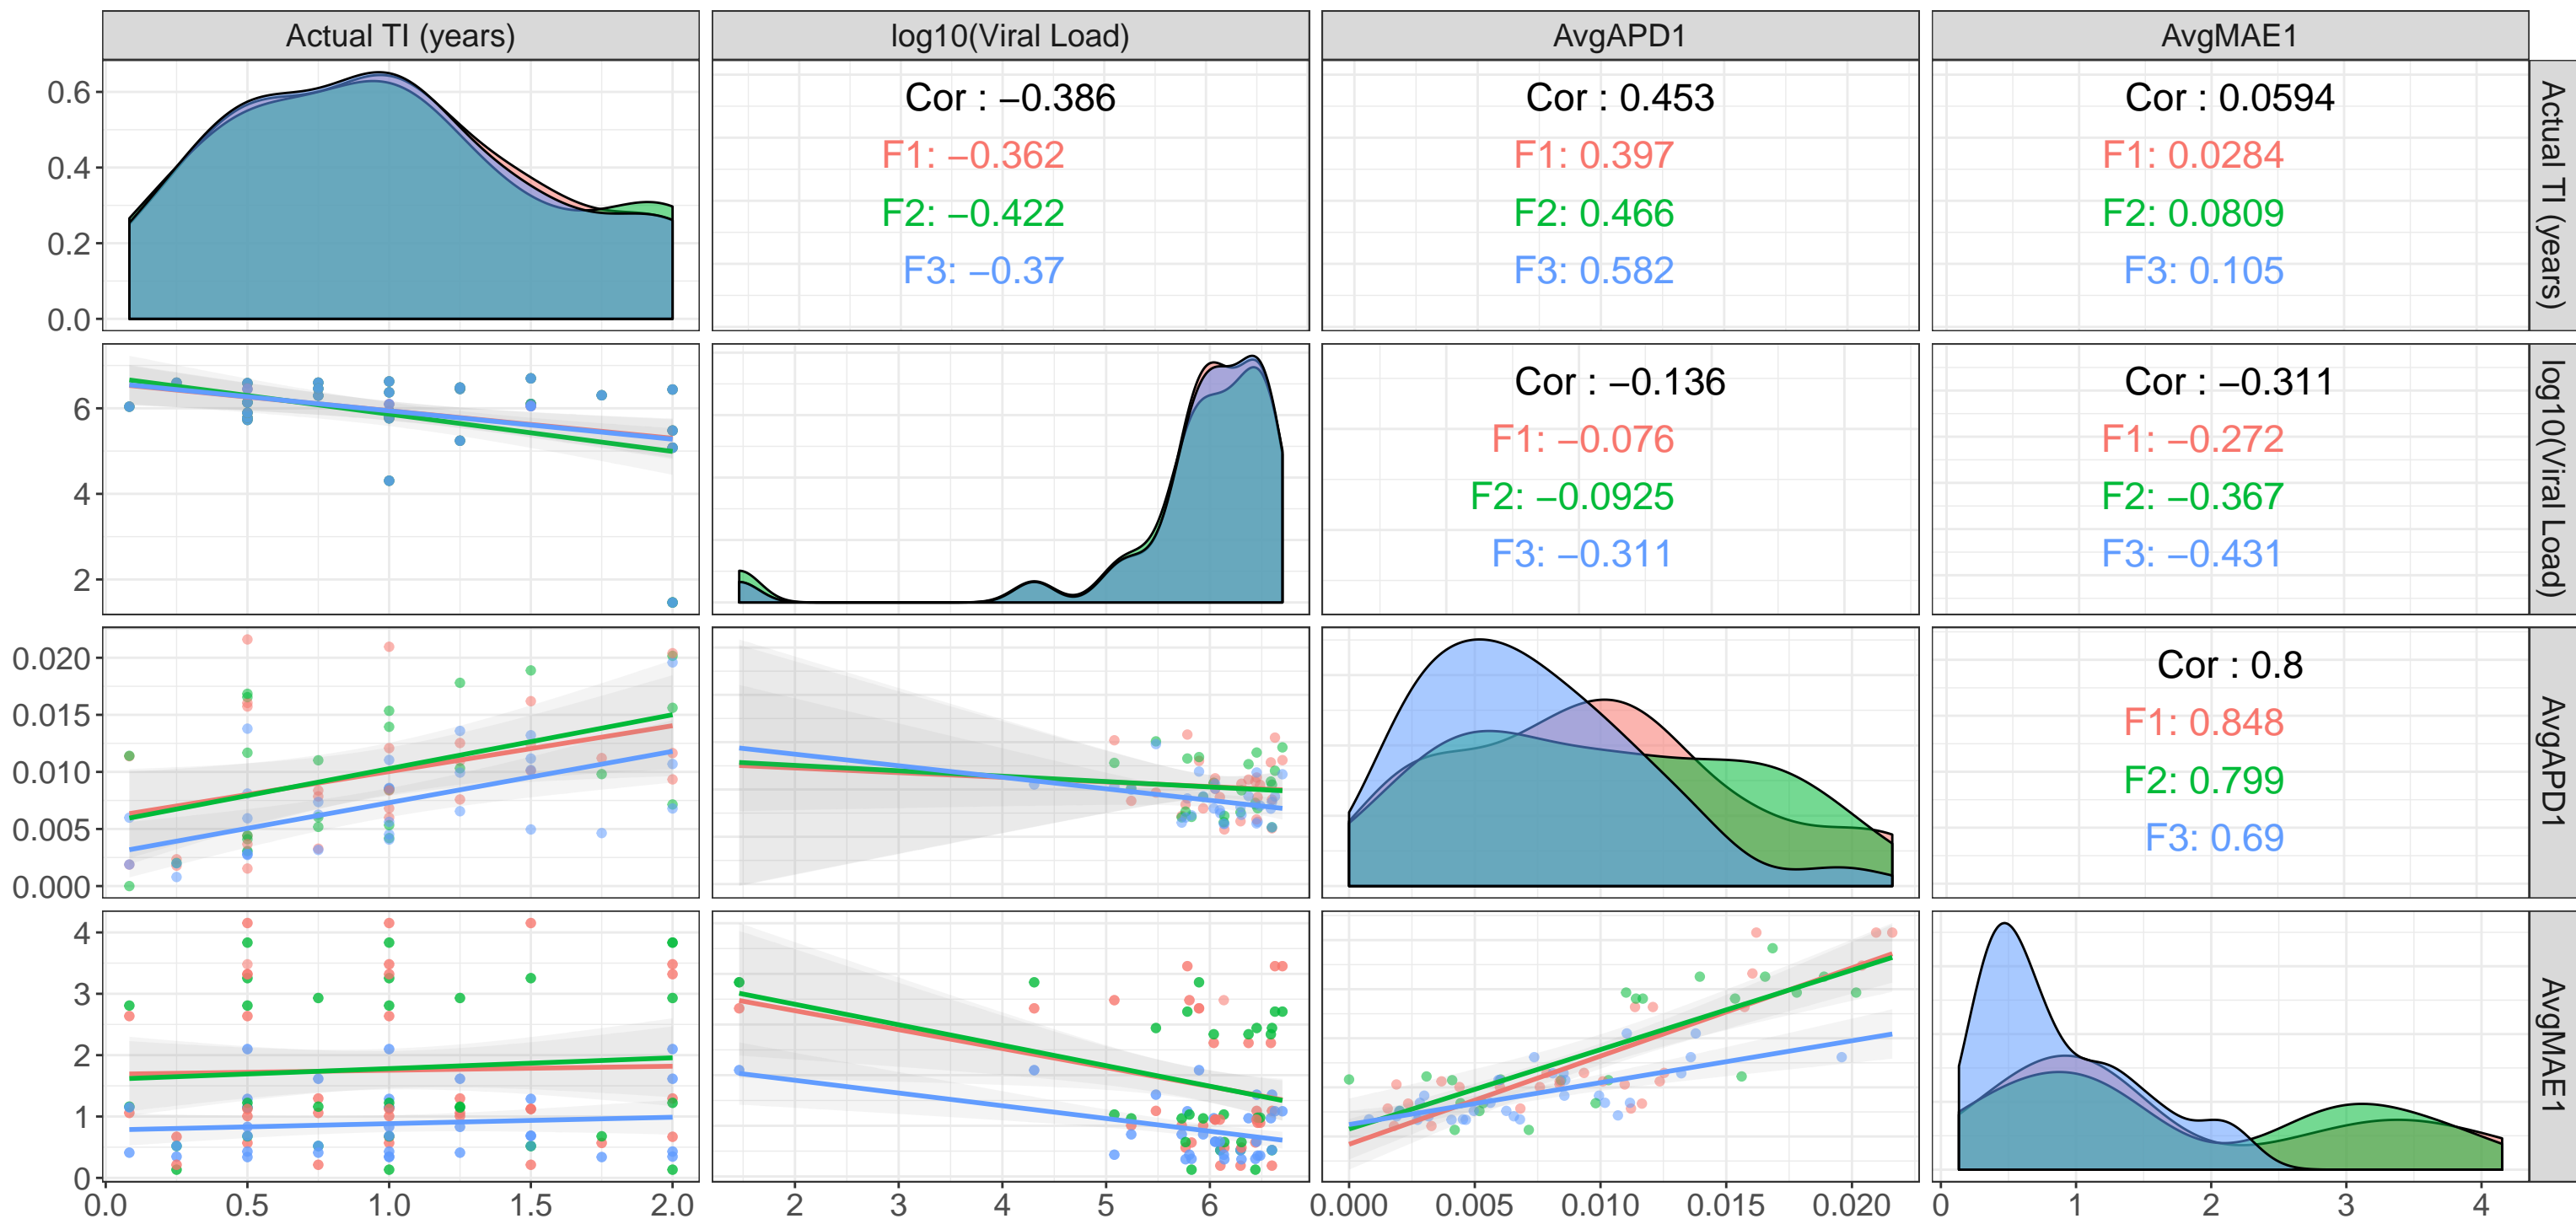 Actual TI (years)
log10(Viral Load)
AvgAPD1
AvgMAE1
0.6
0.4
0.2
0.0
Cor : −0.386
F1: −0.362
F2: −0.422
F3: −0.37
Cor : 0.453
F1: 0.397
F2: 0.466
F3: 0.582
Cor : 0.0594
F1: 0.0284
F2: 0.0809
F3: 0.105
Actual TI (years)
6
4
2
Cor : −0.136
F1: −0.076
F2: −0.0925
F3: −0.311
Cor : −0.311
F1: −0.272
F2: −0.367
F3: −0.431
log10(Viral Load)
0.020
0.015
0.010
0.005
0.000
Cor : 0.8
F1: 0.848
F2: 0.799
F3: 0.69
AvgAPD1
4
3
2
1
0
AvgMAE1
0.0 0.5 1.0 1.5 2.0
2 3 4 5 6
0.000 0.005 0.010 0.015 0.020
0 1 2 3 4